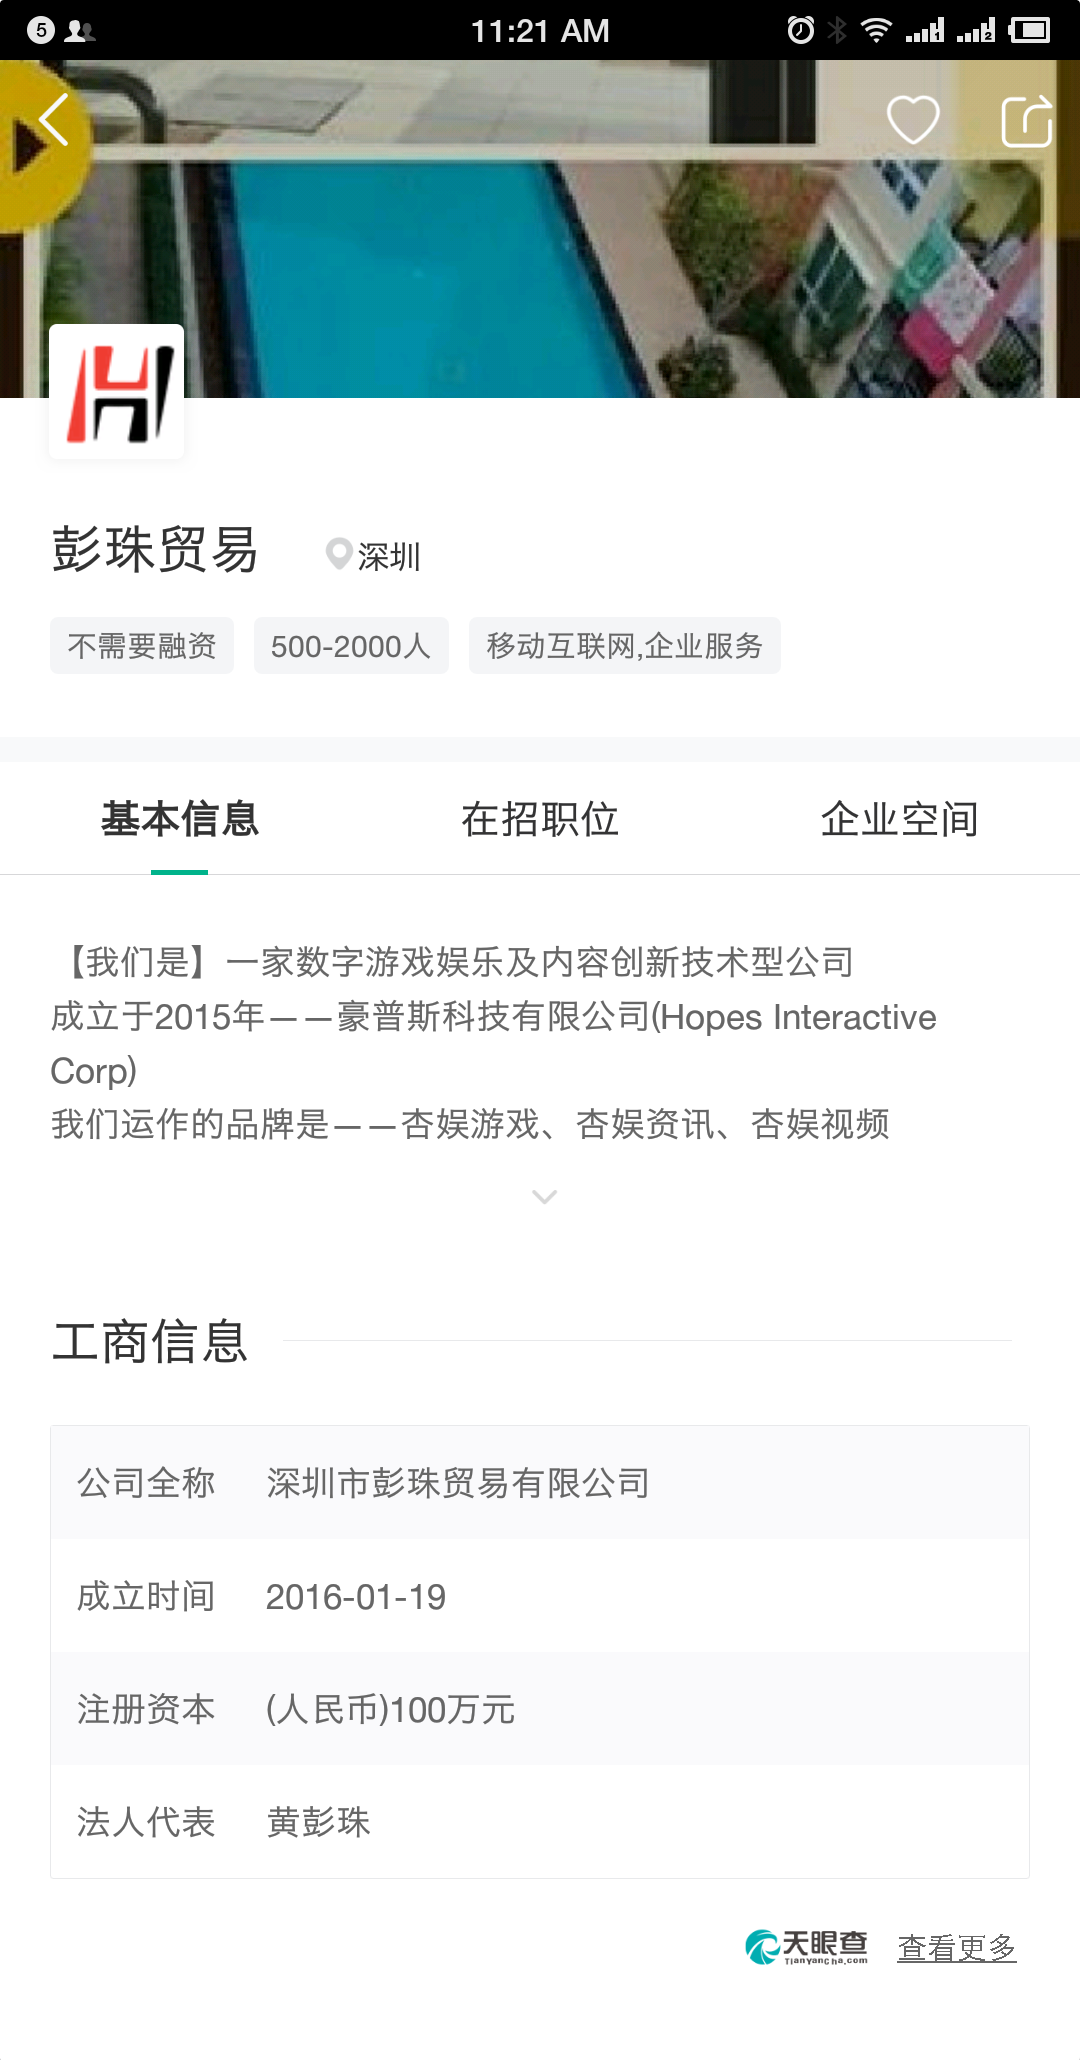 5
11:21 AM
1
2
彭珠贸易
深圳
不需要融资
500-2000人
移动互联网,企业服务
基本信息
在招职位
企业空间
【我们是】一家数字游戏娱乐及内容创新技术型公司
成立于2015年——豪普斯科技有限公司(Hopes Interactive
Corp)
我们运作的品牌是——杏娱游戏、杏娱资讯、杏娱视频
工商信息
公司全称 深圳市彭珠贸易有限公司
成立时间 2016-01-19
注册资本 (人民币)100万元
法人代表 黄彭珠
天眼查
TianYanCha.com
查看更多